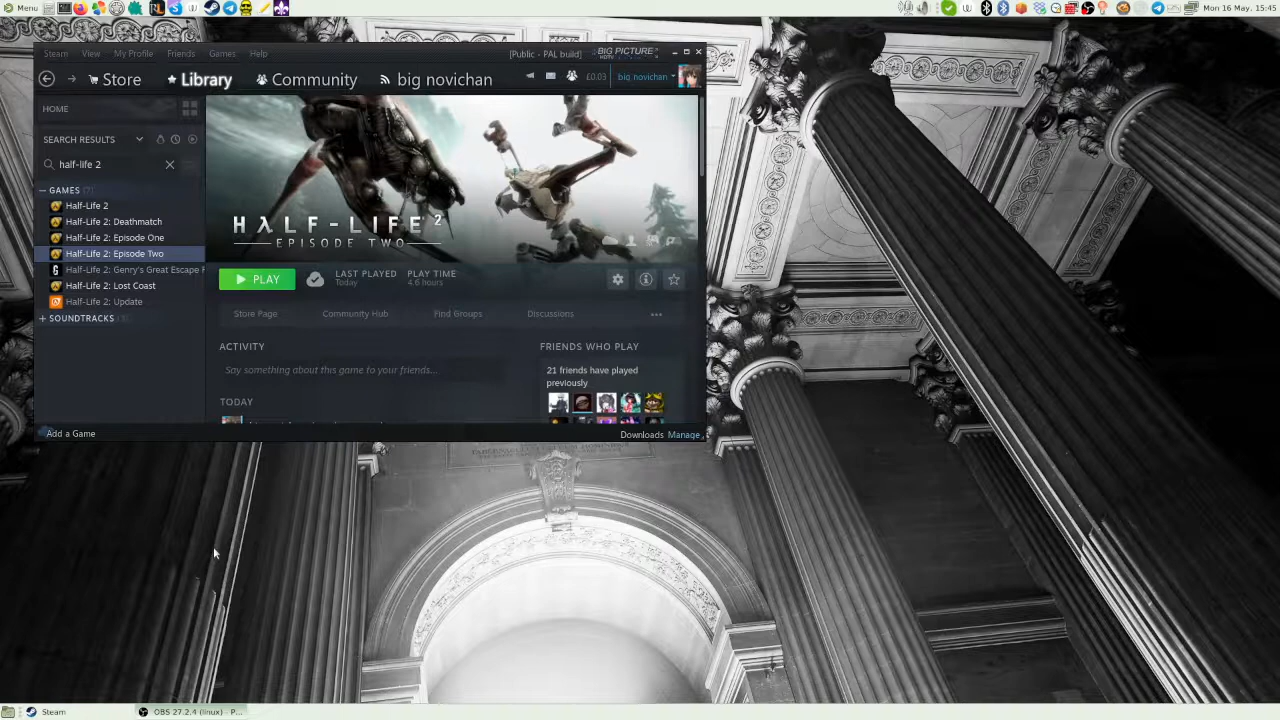 Menu
Mon 16 May, 15:45
Steam View My Profile Friends Games Help
[Public - PAL build]
BIG PICTURE™
Store Library Community big novichan
£0.03 big novichan
HOME
SEARCH RESULTS
half-life 2
GAMES (7)
Half-Life 2
Half-Life 2: Deathmatch
Half-Life 2: Episode One
Half-Life 2: Episode Two
Half-Life 2: Genry's Great Escape F
Half-Life 2: Lost Coast
Half-Life 2: Update
SOUNDTRACKS
HALF-LIFE 2
EPISODE TWO
PLAY
LAST PLAYED
Today
PLAY TIME
4.6 hours
Store Page Community Hub Find Groups Discussions
ACTIVITY
Say something about this game to your friends...
TODAY
FRIENDS WHO PLAY
21 friends have played
previously
Add a Game
Downloads Manage
Steam
OBS 27.2.4 (linux) - P...